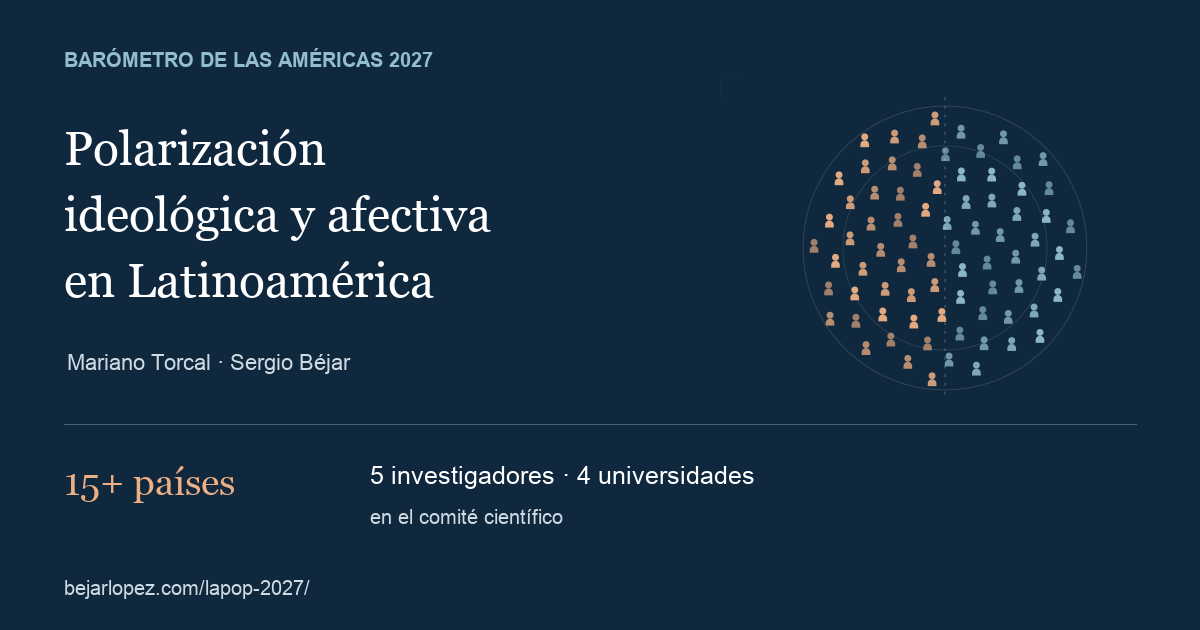 BARÓMETRO DE LAS AMÉRICAS 2027
Polarización
ideológica y afectiva
en Latinoamérica
Mariano Torcal · Sergio Béjar
15+ países
5 investigadores · 4 universidades
en el comité científico
bejarlopez.com/lapop-2027/